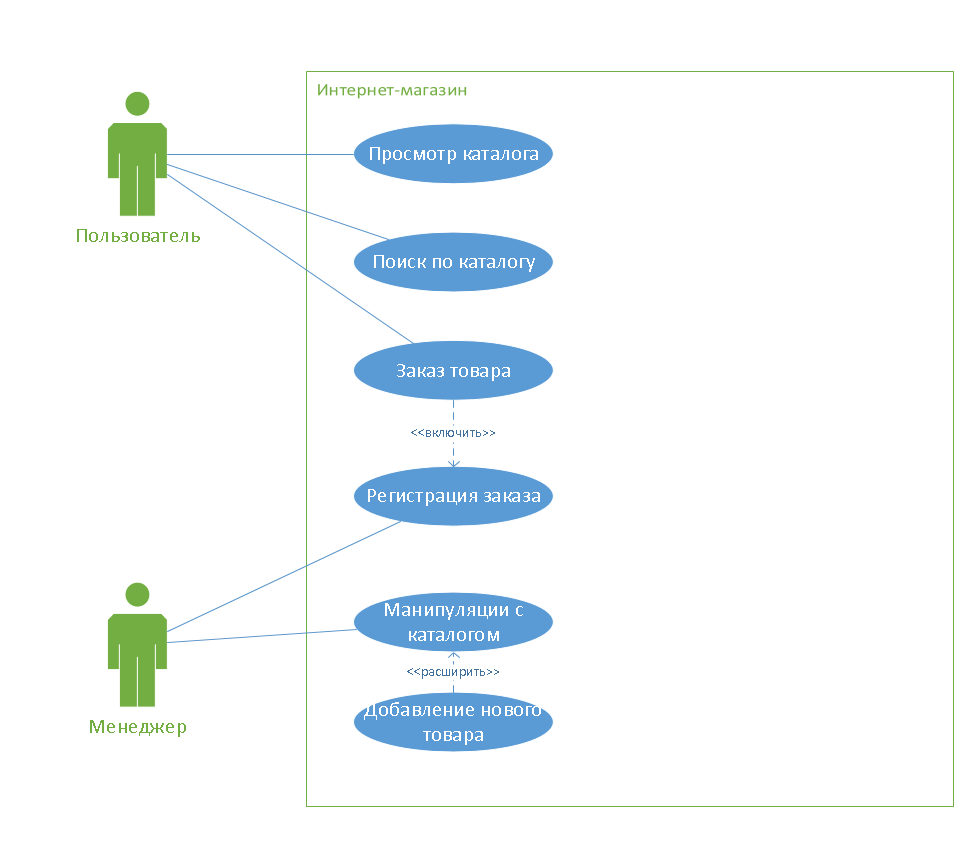 Интернет-магазин
Просмотр каталога
Пользователь
Поиск по каталогу
Заказ товара
<<включить>>
Регистрация заказа
Манипуляции с
каталогом
<<расширить>>
Добавление нового
товара
Менеджер